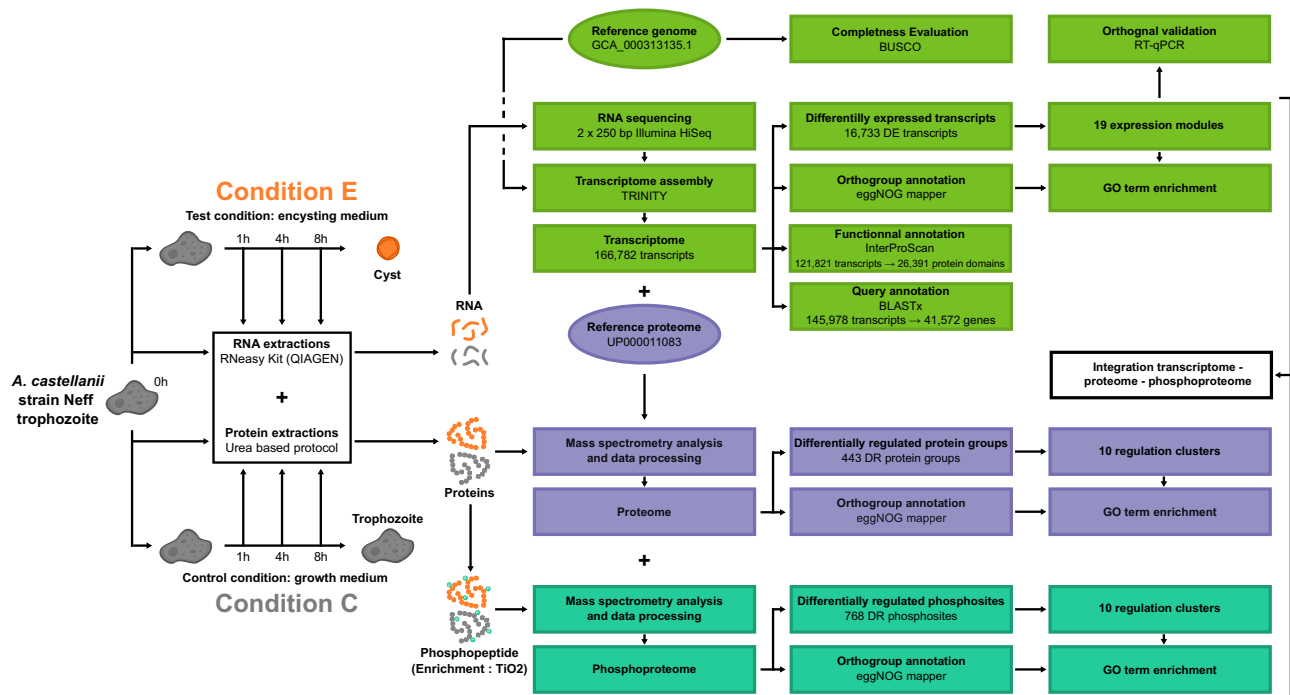 Reference genome
GCA_000313135.1
Completness Evaluation
BUSCO
Orthognal validation
RT-qPCR
RNA sequencing
2 x 250 bp Illumina HiSeq
Differentilly expressed transcripts
16,733 DE transcripts
19 expression modules
Transcriptome assembly
TRINITY
Orthogroup annotation
eggNOG mapper
GO term enrichment
Transcriptome
166,782 transcripts
Functionnal annotation
InterProScan
121,821 transcripts → 26,391 protein domains
Query annotation
BLASTx
145,978 transcripts → 41,572 genes
+
Reference proteome
UP000011083
Condition E
Test condition: encysting medium
1h
4h
8h
Cyst
RNA
RNA extractions
RNeasy Kit (QIAGEN)
+
Protein extractions
Urea based protocol
A. castellanii
strain Neff
trophozoite
0h
Integration transcriptome -
proteome - phosphoproteome
Proteins
Mass spectrometry analysis
and data processing
Differentially regulated protein groups
443 DR protein groups
10 regulation clusters
Proteome
Orthogroup annotation
eggNOG mapper
GO term enrichment
Trophozoite
1h
4h
8h
Control condition: growth medium
Condition C
+
Phosphopeptide
(Enrichment : TiO2)
Mass spectrometry analysis
and data processing
Differentially regulated phosphosites
768 DR phosphosites
10 regulation clusters
Phosphoproteome
Orthogroup annotation
eggNOG mapper
GO term enrichment